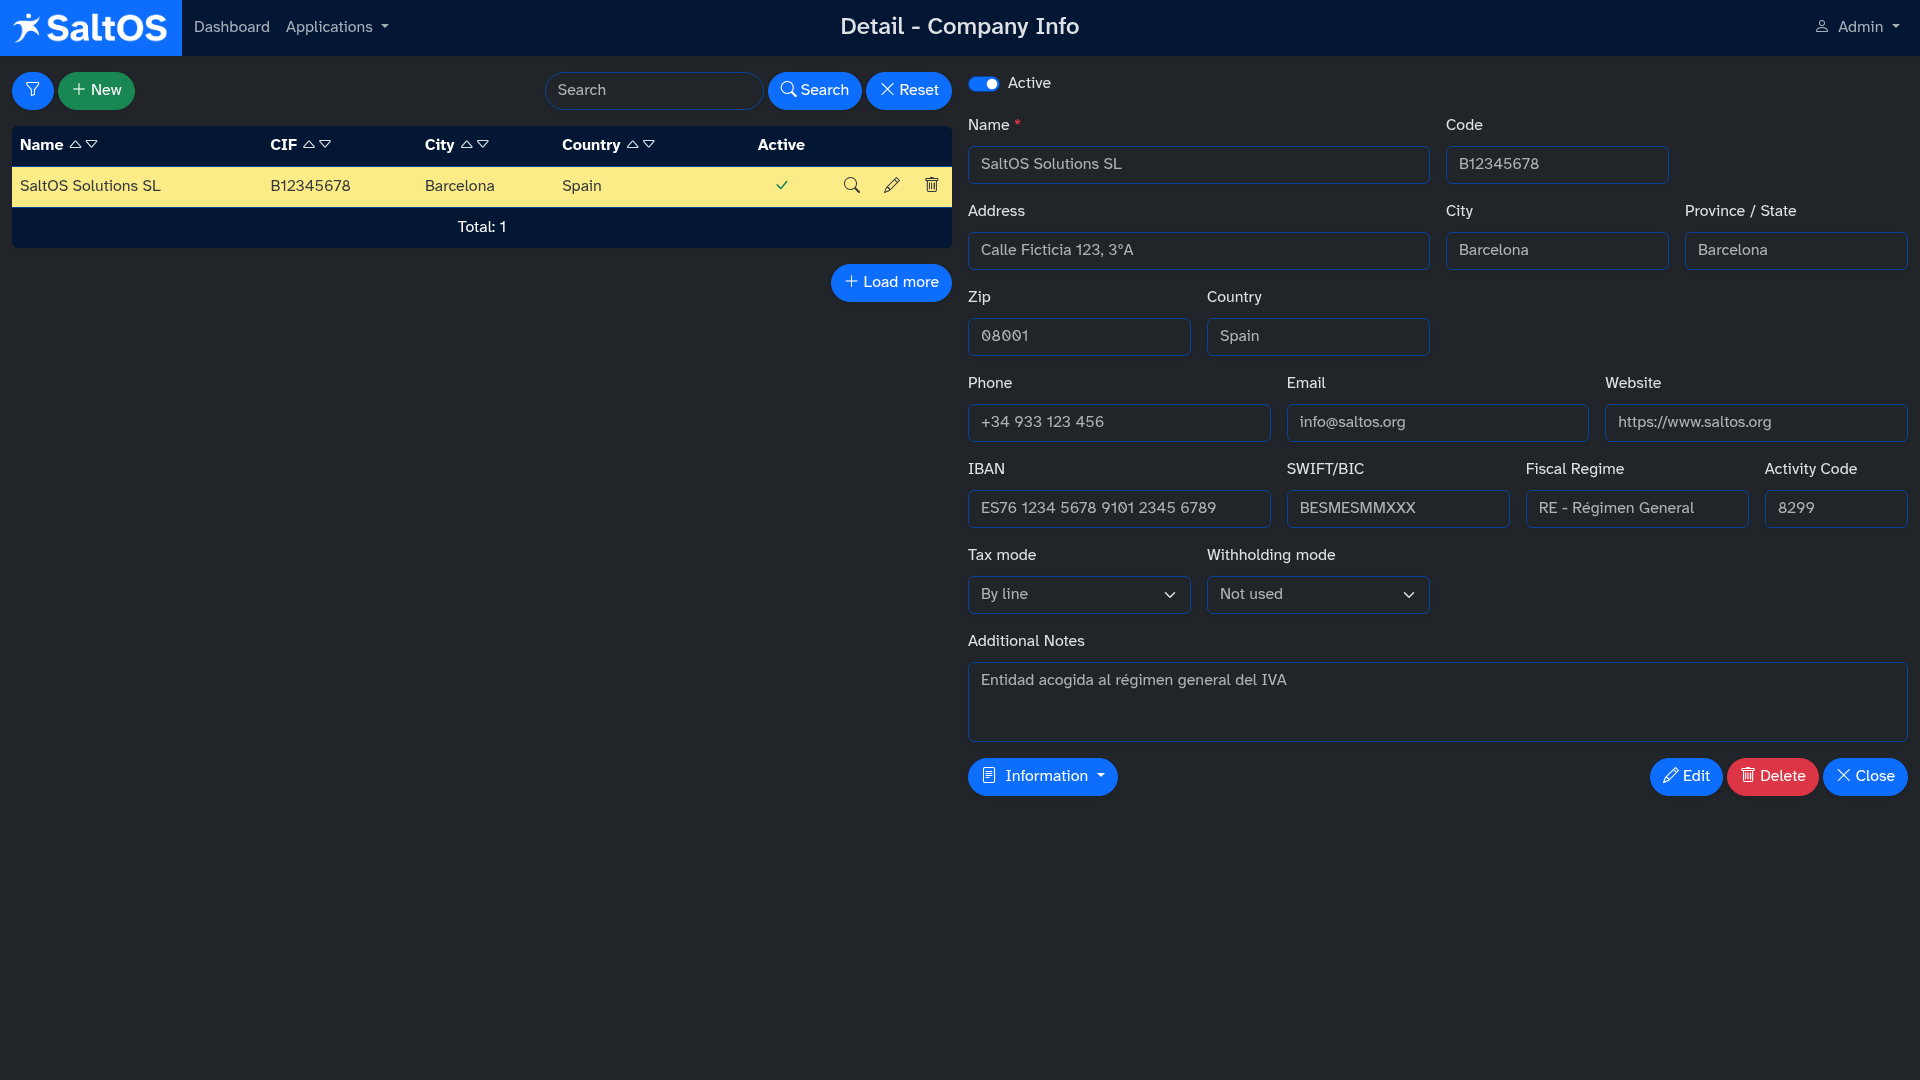 SaltOS Dashboard Applications Detail - Company Info Admin
New Search Search Reset
Name CIF City Country Active
SaltOS Solutions SL B12345678 Barcelona Spain
Total: 1
Load more
Active
Name * Code
SaltOS Solutions SL B12345678
Address City Province / State
Calle Ficticia 123, 3°A Barcelona Barcelona
Zip Country
08001 Spain
Phone Email Website
+34 933 123 456 info@saltos.org https://www.saltos.org
IBAN SWIFT/BIC Fiscal Regime Activity Code
ES76 1234 5678 9101 2345 6789 BESMESMMXXX RE - Régimen General 8299
Tax mode Withholding mode
By line Not used
Additional Notes
Entidad acogida al régimen general del IVA
Information Edit Delete Close